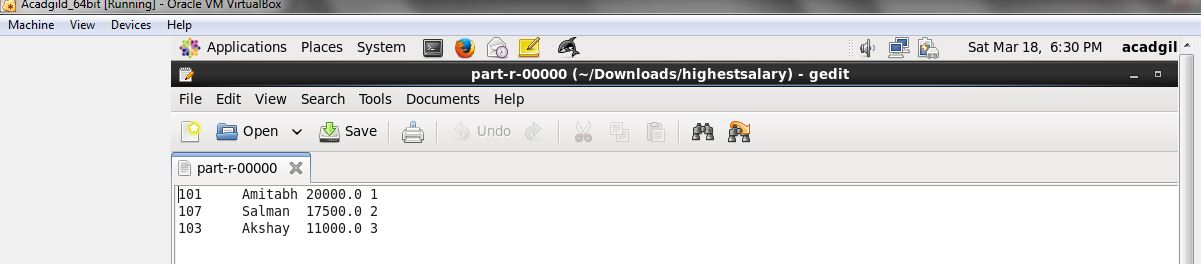 Acadgild_64bit [Running] - Oracle VM VirtualBox
Machine View Devices Help
Applications Places System Sat Mar 18, 6:30 PM acadgil
part-r-00000 (~/Downloads/highestsalary) - gedit
File Edit View Search Tools Documents Help
Open Save Undo
part-r-00000
101 Amitabh 20000.0 1
107 Salman 17500.0 2
103 Akshay 11000.0 3